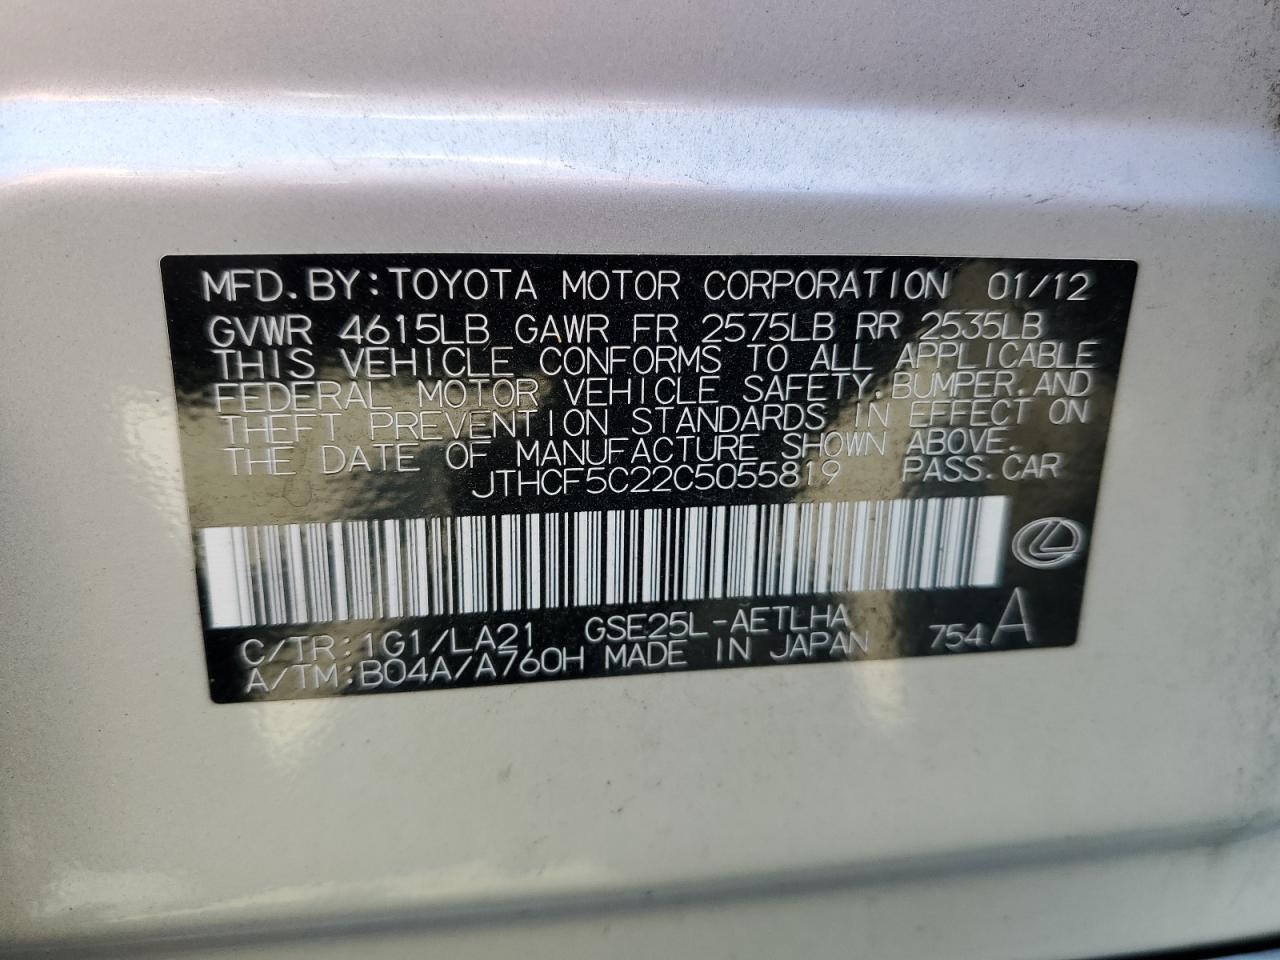 MFD. BY: TOYOTA MOTOR CORPORATION 01/12
GVWR 4615LB GAWR FR 2575LB RR 2535LB
THIS VEHICLE CONFORMS TO ALL APPLICABLE
FEDERAL MOTOR VEHICLE SAFETY, BUMPER, AND
THEFT PREVENTION STANDARDS IN EFFECT ON
THE DATE OF MANUFACTURE SHOWN ABOVE.
JTHCF5C22C5055819 PASS. CAR
C/TR: 1G1/LA21 GSE25L-AETLHA
A/TM: B04A/A760H MADE IN JAPAN 754 A